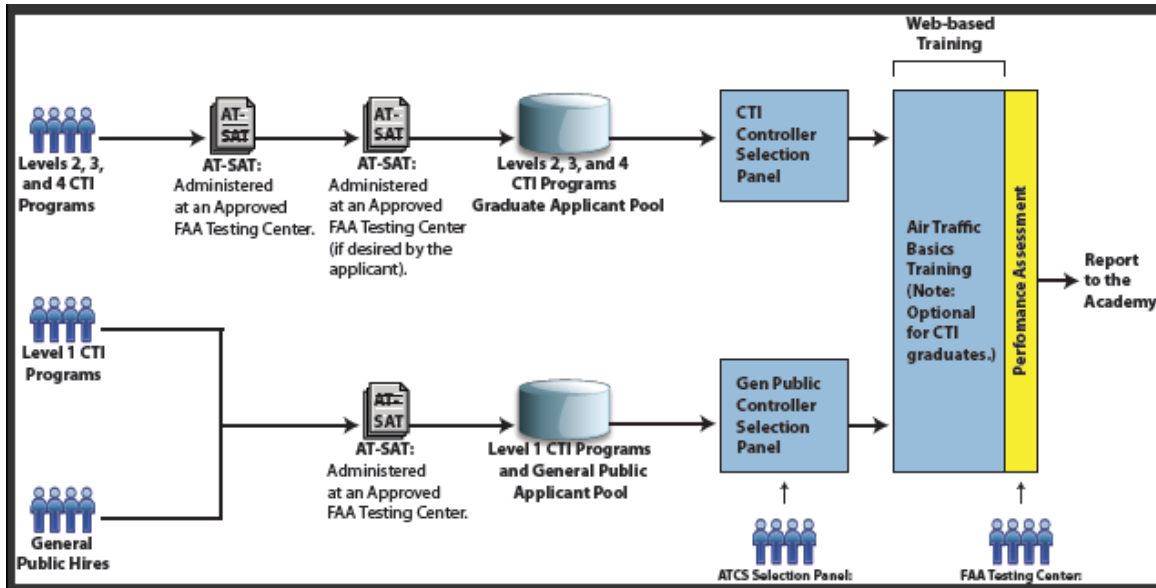 Web-based
Training
AT-
SAT
AT-
SAT
Levels 2, 3,
and 4 CTI
Programs
AT-SAT:
Administered
at an Approved
FAA Testing Center.
AT-SAT:
Administered
at an Approved
FAA Testing Center
(if desired by the
applicant).
Levels 2, 3, and 4
CTI Programs
Graduate Applicant Pool
CTI
Controller
Selection
Panel
Air Traffic
Basics
Training
(Note:
Optional
for CTI
graduates.)
Perfomance Assessment
Report
to the
Academy
Level 1 CTI
Programs
General
Public Hires
AT-
SAT
AT-SAT:
Administered
at an Approved
FAA Testing Center.
Level 1 CTI Programs
and General Public
Applicant Pool
Gen Public
Controller
Selection
Panel
ATCS Selection Panel:
FAA Testing Center: